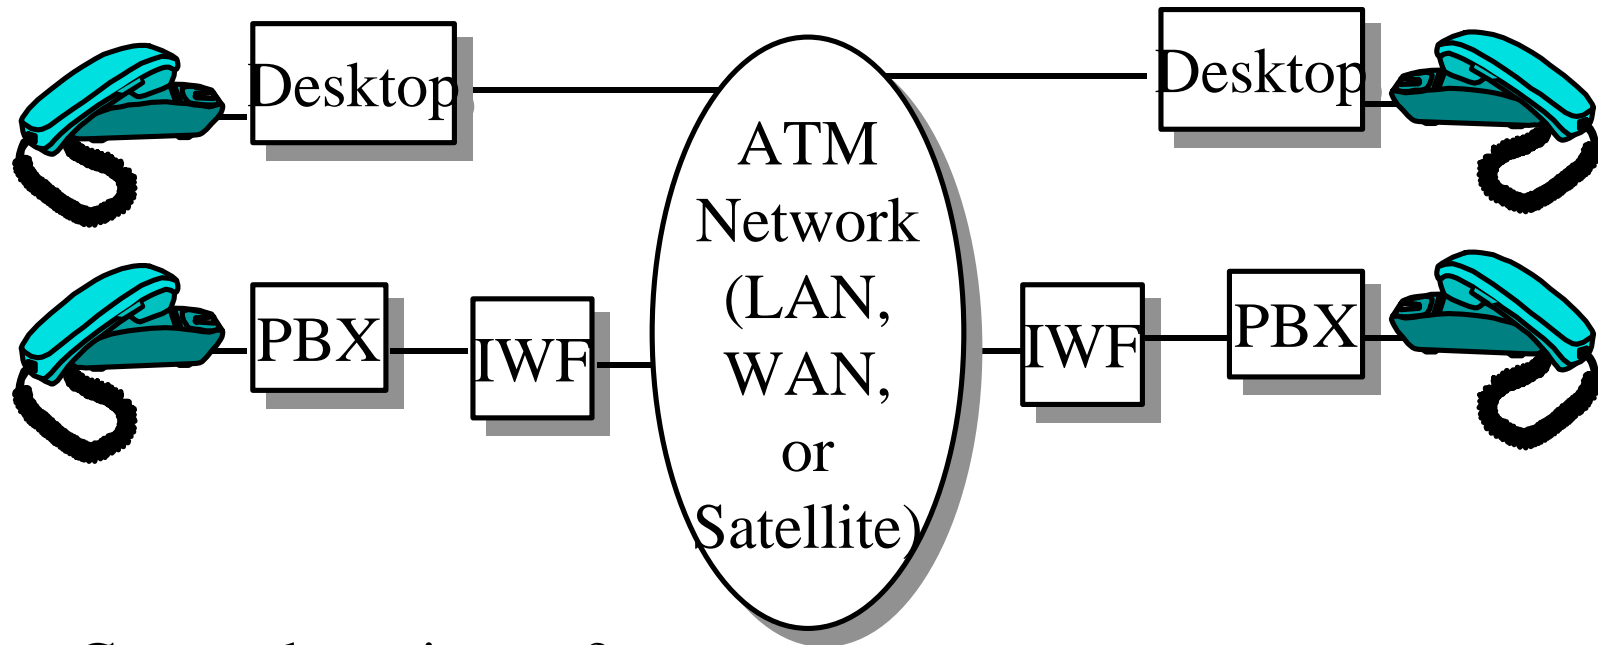 Desktop
Desktop
ATM
Network
(LAN,
WAN,
or
Satellite)
PBX
IWF
IWF
PBX